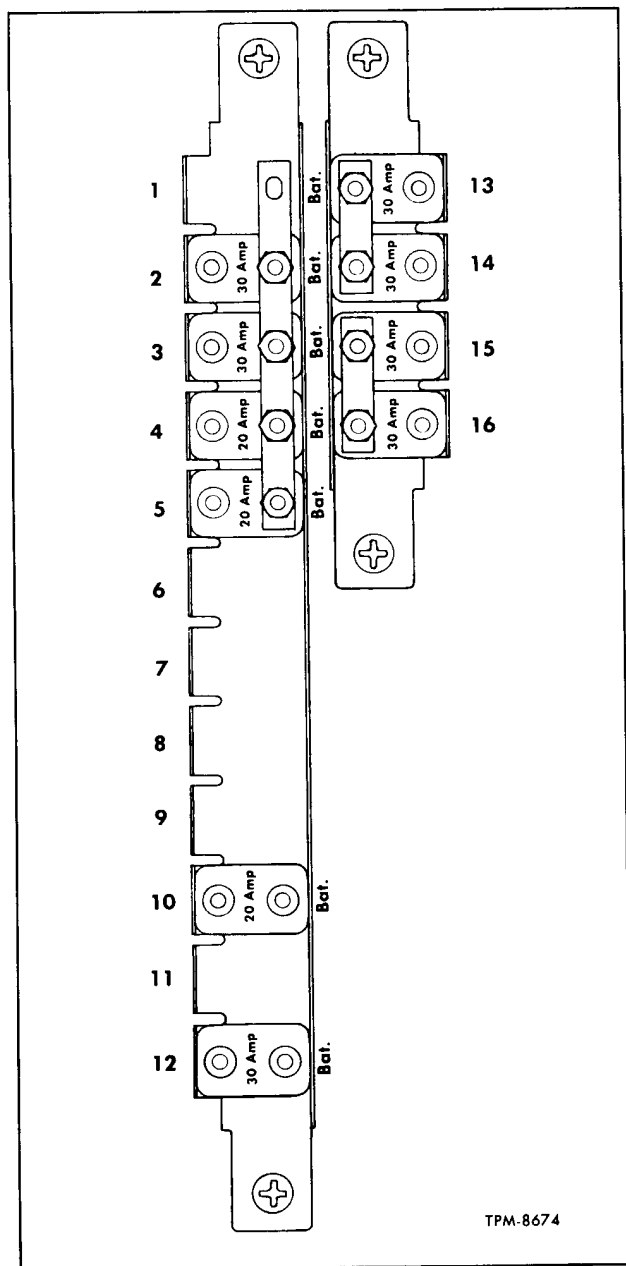 1 Bat. 30 Amp 13
2 30 Amp Bat. 30 Amp 14
3 30 Amp Bat. 30 Amp 15
4 20 Amp Bat. 30 Amp 16
5 20 Amp Bat.
6
7
8
9
10 20 Amp Bat.
11
12 30 Amp Bat.
TPM-8674